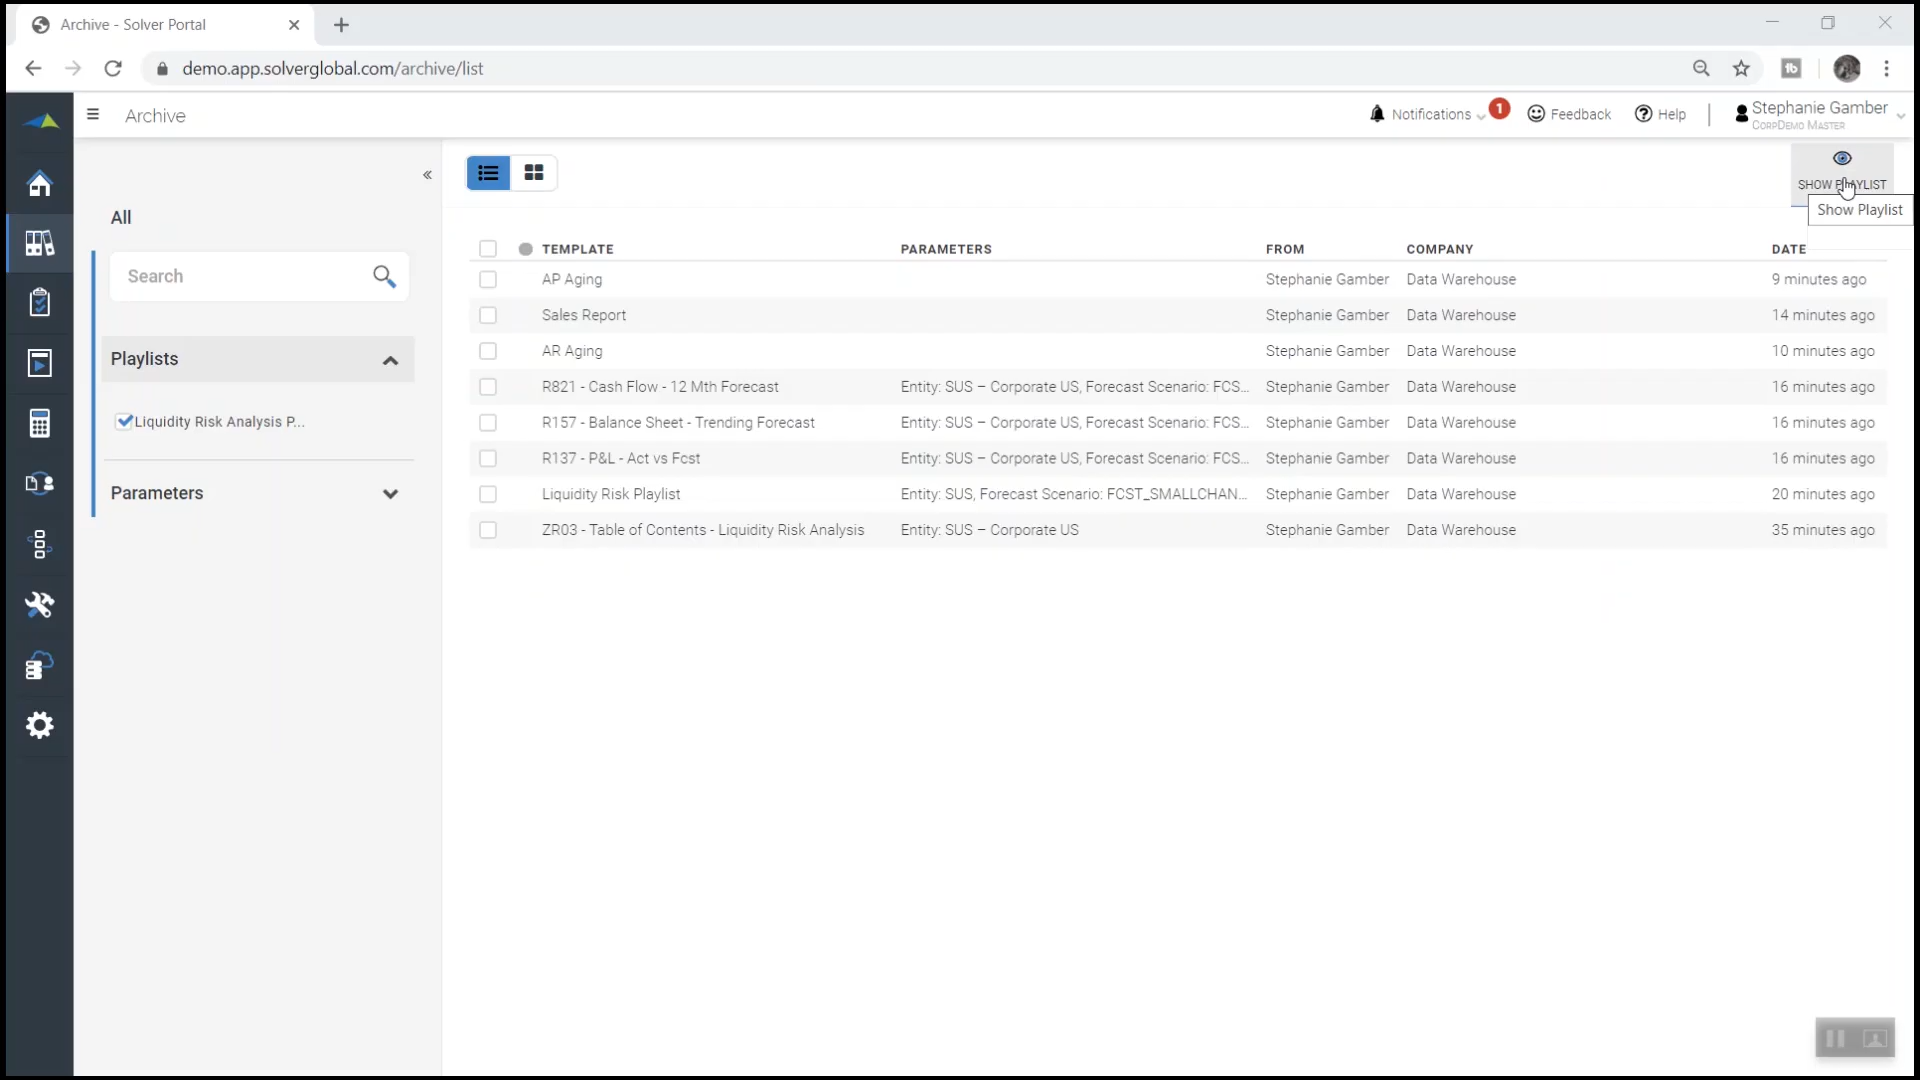 Archive - Solver Portal
demo.app.solverglobal.com/archive/list
Archive
Notifications 1 Feedback Help Stephanie Gamber
CorpDemo Master
SHOW PLAYLIST
Show Playlist
All
Search
Playlists
Liquidity Risk Analysis P...
Parameters
TEMPLATE PARAMETERS FROM COMPANY DATE
AP Aging Stephanie Gamber Data Warehouse 9 minutes ago
Sales Report Stephanie Gamber Data Warehouse 14 minutes ago
AR Aging Stephanie Gamber Data Warehouse 10 minutes ago
R821 - Cash Flow - 12 Mth Forecast Entity: SUS – Corporate US, Forecast Scenario: FCS... Stephanie Gamber Data Warehouse 16 minutes ago
R157 - Balance Sheet - Trending Forecast Entity: SUS – Corporate US, Forecast Scenario: FCS... Stephanie Gamber Data Warehouse 16 minutes ago
R137 - P&L - Act vs Fcst Entity: SUS – Corporate US, Forecast Scenario: FCS... Stephanie Gamber Data Warehouse 16 minutes ago
Liquidity Risk Playlist Entity: SUS, Forecast Scenario: FCST_SMALLCHAN... Stephanie Gamber Data Warehouse 20 minutes ago
ZR03 - Table of Contents - Liquidity Risk Analysis Entity: SUS – Corporate US Stephanie Gamber Data Warehouse 35 minutes ago